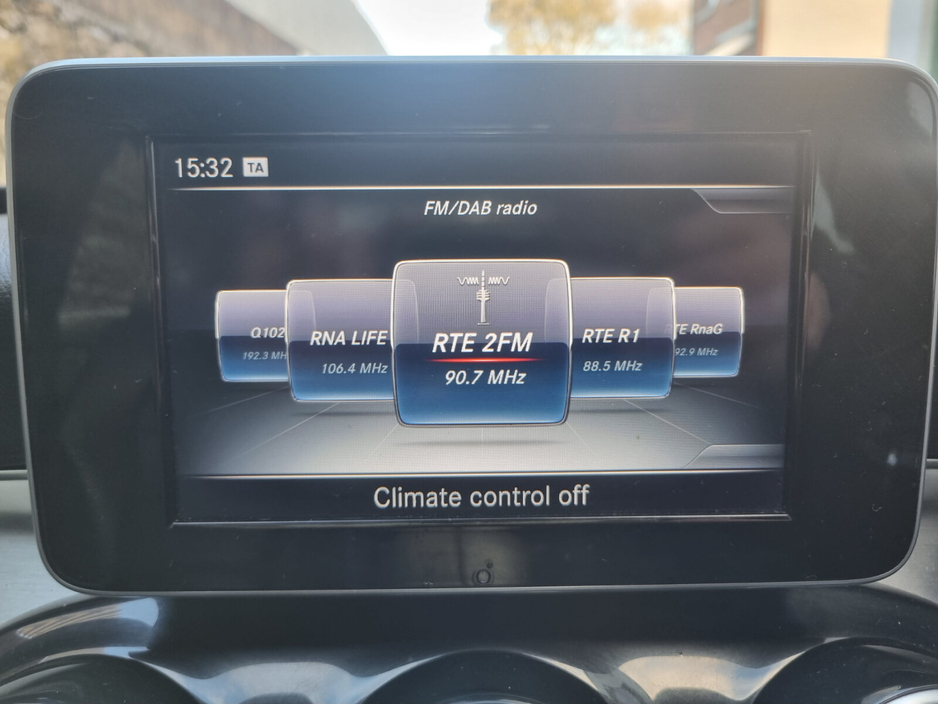 15:32 TA
FM/DAB radio
Q102
192.3 MH
RNA LIFE
106.4 MHz
RTE 2FM
90.7 MHz
RTE R1
88.5 MHz
TE RnaG
92.9 MHz
Climate control off